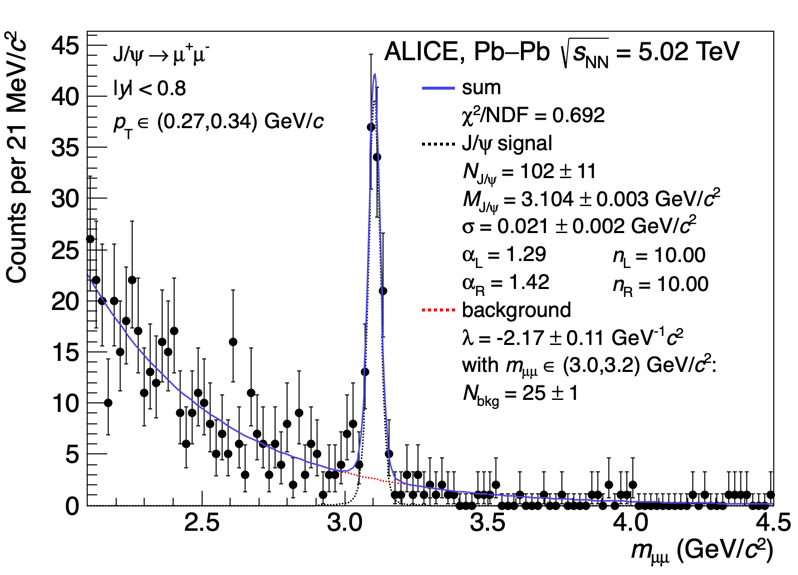 J/ψ → μ⁺μ⁻
|y| < 0.8
p_T ∈ (0.27,0.34) GeV/c
ALICE, Pb–Pb √s_NN = 5.02 TeV
sum
χ²/NDF = 0.692
J/ψ signal
N_J/ψ = 102 ± 11
M_J/ψ = 3.104 ± 0.003 GeV/c²
σ = 0.021 ± 0.002 GeV/c²
α_L = 1.29 n_L = 10.00
α_R = 1.42 n_R = 10.00
background
λ = -2.17 ± 0.11 GeV⁻¹c²
with m_μμ ∈ (3.0,3.2) GeV/c²:
N_bkg = 25 ± 1
Counts per 21 MeV/c²
45
40
35
30
25
20
15
10
5
0
2.5 3.0 3.5 4.0 4.5
m_μμ (GeV/c²)